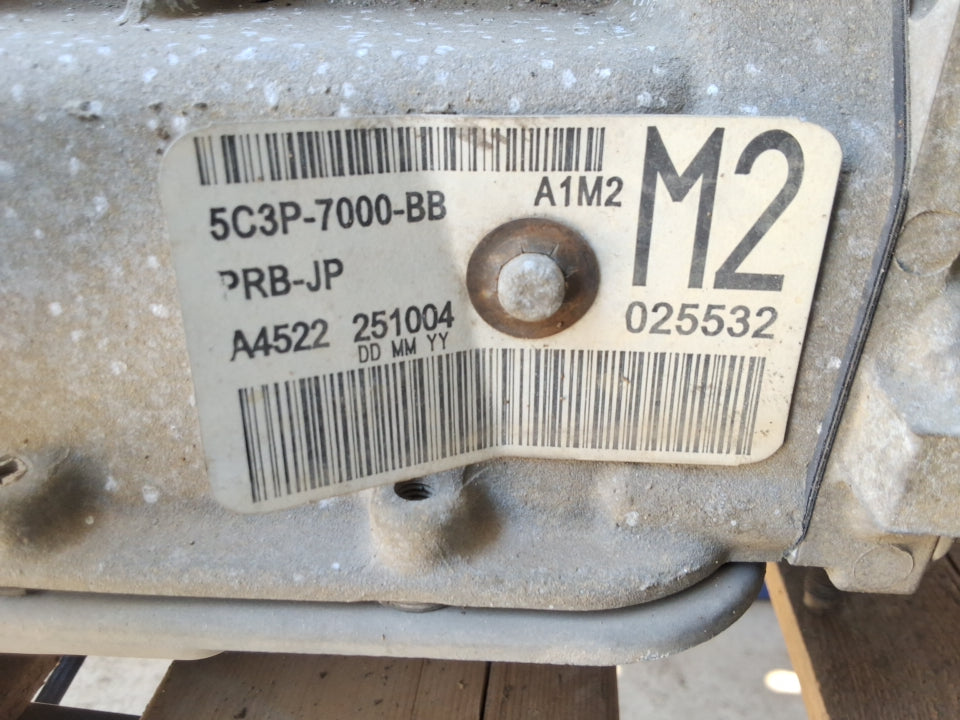 5C3P-7000-BB
A1M2
M2
PRB-JP
A4522 251004
DD MM YY
025532